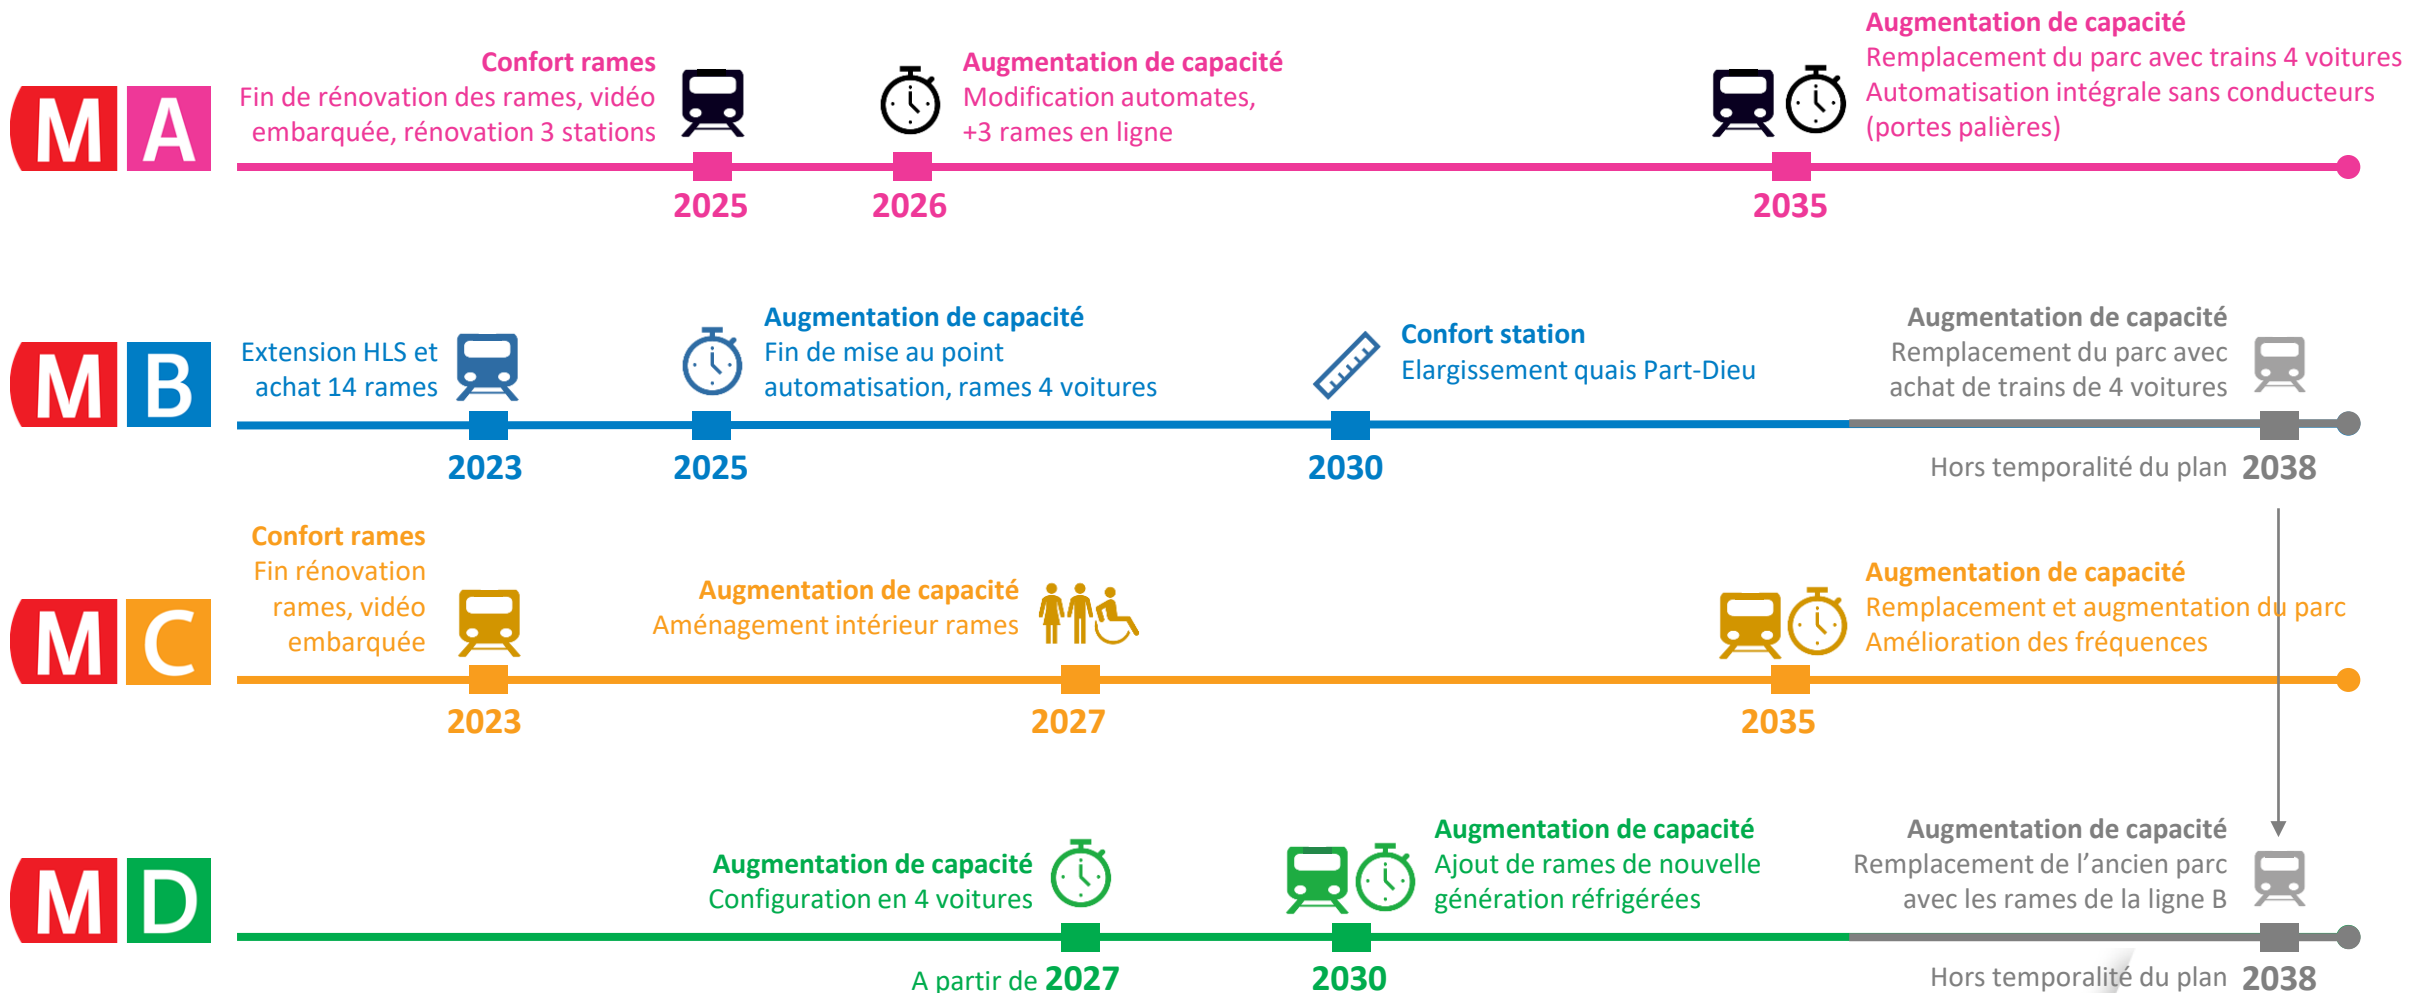 M A
Confort rames
Fin de rénovation des rames, vidéo
embarquée, rénovation 3 stations
2025
Augmentation de capacité
Modification automates,
+3 rames en ligne
2026
Augmentation de capacité
Remplacement du parc avec trains 4 voitures
Automatisation intégrale sans conducteurs
(portes palières)
2035
M B
Extension HLS et
achat 14 rames
2023
Augmentation de capacité
Fin de mise au point
automatisation, rames 4 voitures
2025
Confort station
Elargissement quais Part-Dieu
2030
Augmentation de capacité
Remplacement du parc avec
achat de trains de 4 voitures
Hors temporalité du plan 2038
M C
Confort rames
Fin rénovation
rames, vidéo
embarquée
2023
Augmentation de capacité
Aménagement intérieur rames
2027
Augmentation de capacité
Remplacement et augmentation du parc
Amélioration des fréquences
2035
M D
Augmentation de capacité
Configuration en 4 voitures
A partir de 2027
Augmentation de capacité
Ajout de rames de nouvelle
génération réfrigérées
2030
Augmentation de capacité
Remplacement de l’ancien parc
avec les rames de la ligne B
Hors temporalité du plan 2038